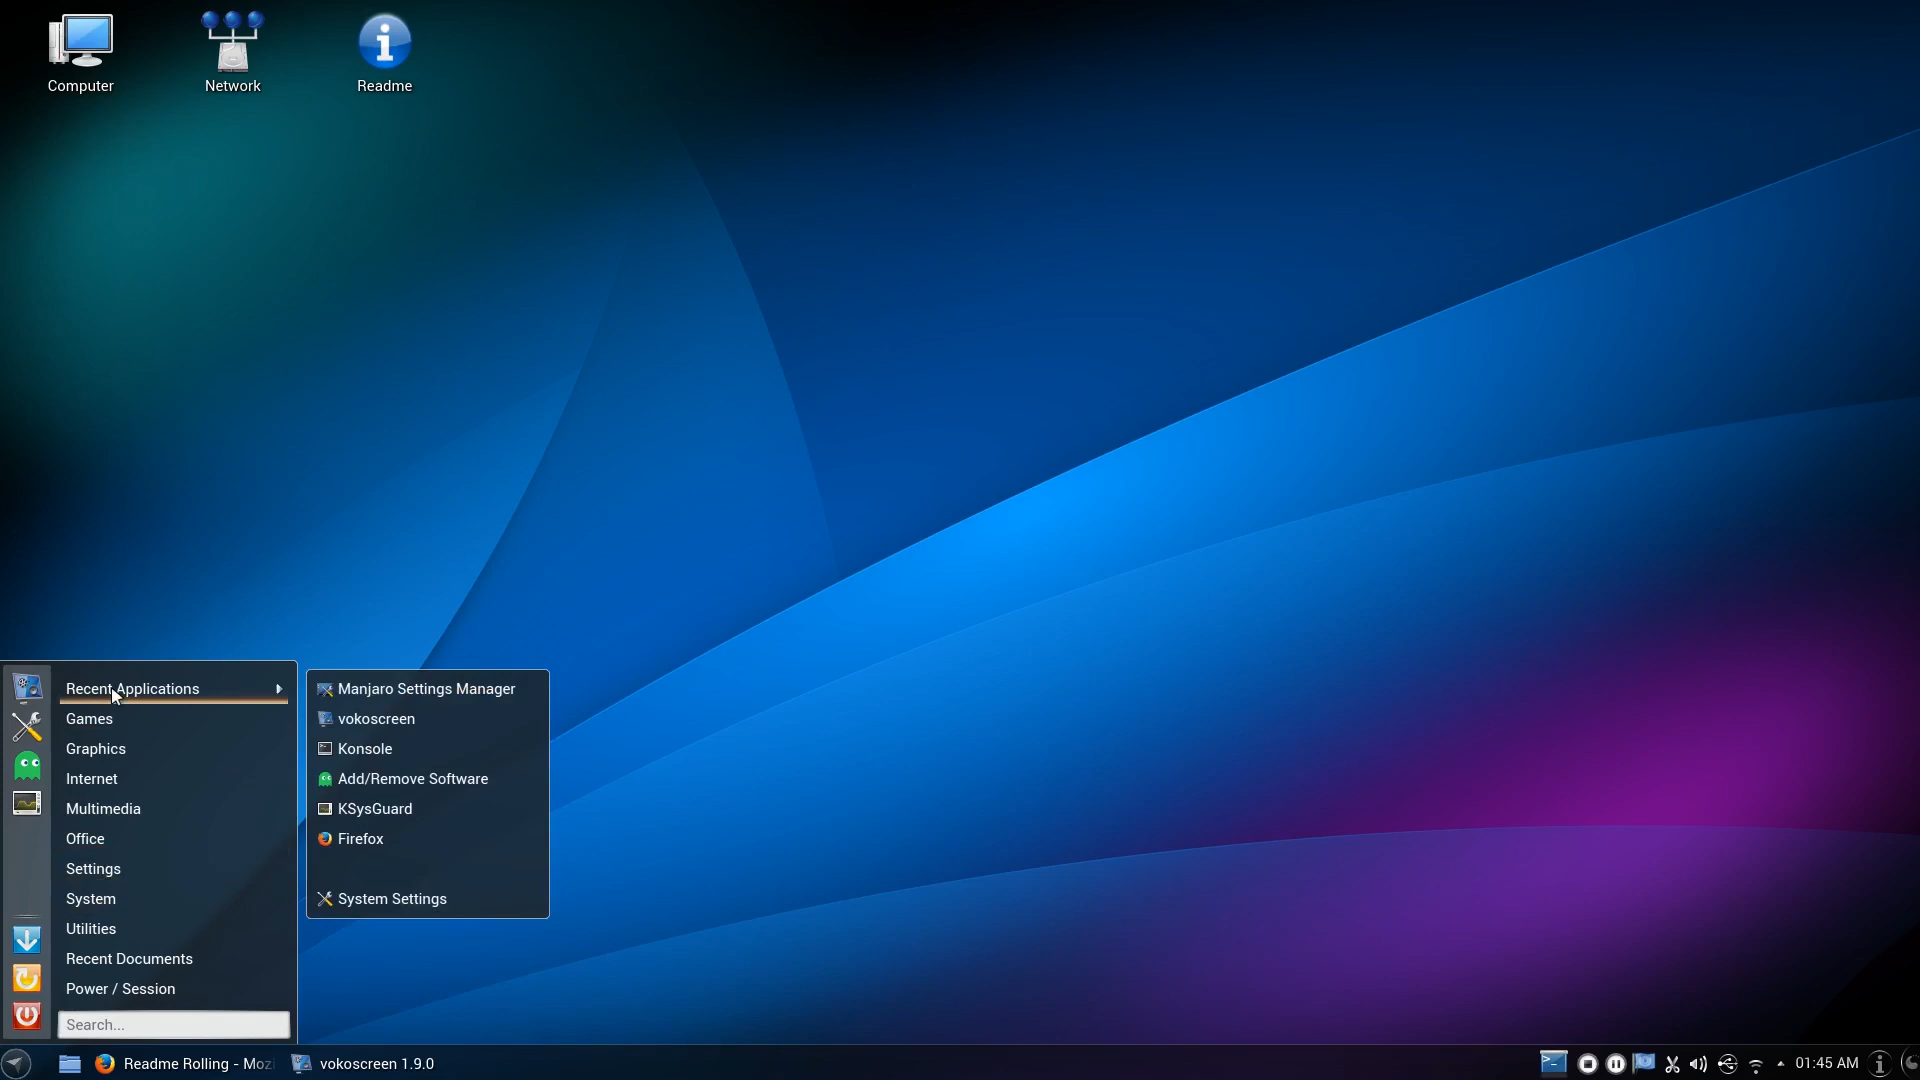 Computer
Network
Readme
Recent Applications
Games
Graphics
Internet
Multimedia
Office
Settings
System
Utilities
Recent Documents
Power / Session
Search...
Manjaro Settings Manager
vokoscreen
Konsole
Add/Remove Software
KSysGuard
Firefox
System Settings
Readme Rolling - Moz
vokoscreen 1.9.0
01:45 AM